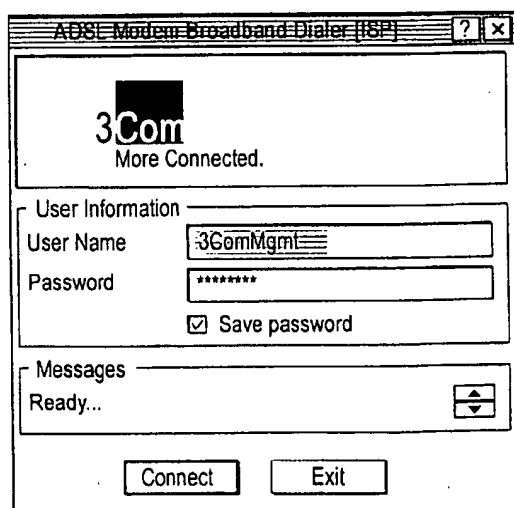 ADSL Modem Broadband Dialer [ISP] ? ×
3Com
More Connected.
User Information
User Name 3ComMgmt
Password ********
Save password
Messages
Ready...
Connect Exit